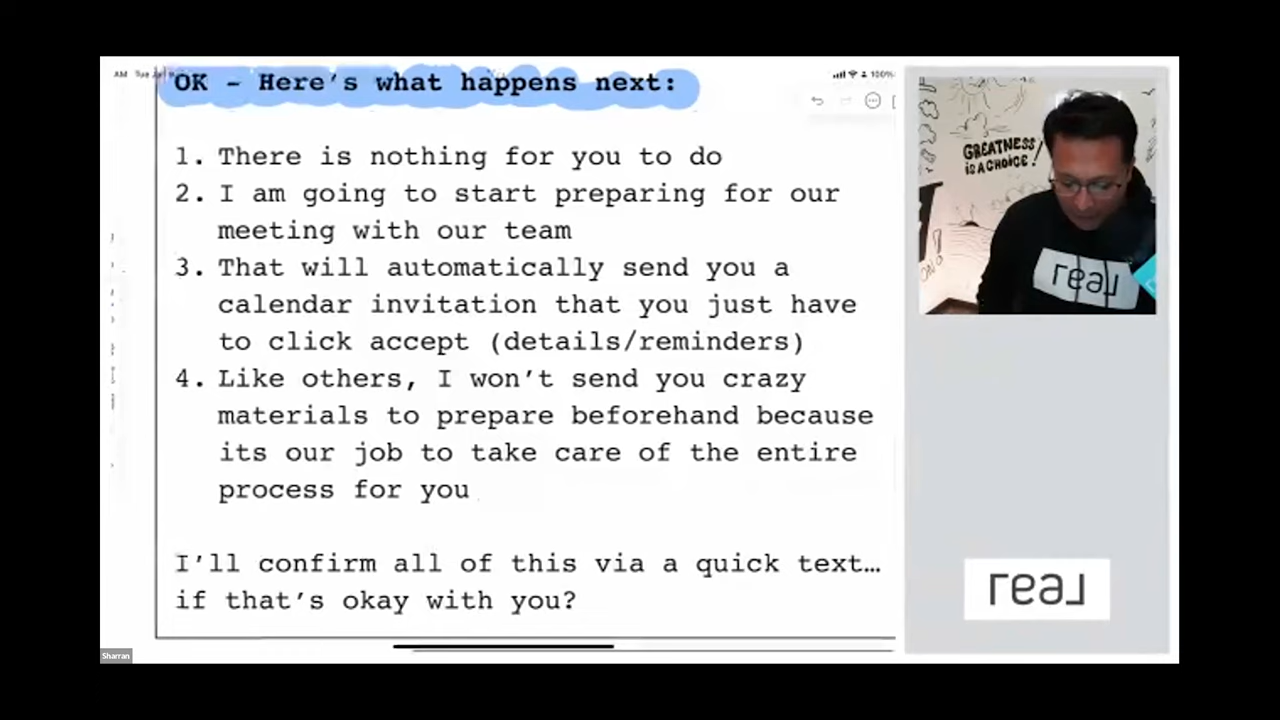 AM Tue
100%
OK – Here’s what happens next:
1. There is nothing for you to do
2. I am going to start preparing for our
meeting with our team
3. That will automatically send you a
calendar invitation that you just have
to click accept (details/reminders)
4. Like others, I won’t send you crazy
materials to prepare beforehand because
its our job to take care of the entire
process for you
I’ll confirm all of this via a quick text…
if that’s okay with you?
GREATNESS
IS A CHOICE!
real
real
Sharran